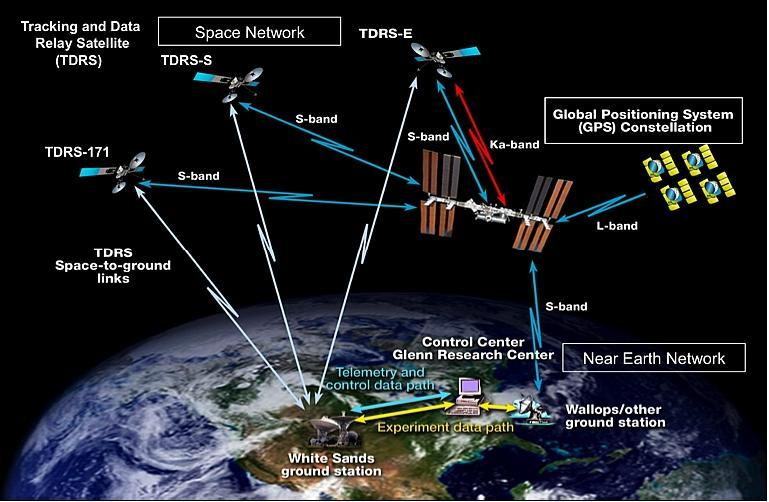 Tracking and Data
Relay Satellite
(TDRS)
Space Network
TDRS-S
TDRS-E
S-band
S-band
Ka-band
Global Positioning System
(GPS) Constellation
TDRS-171
S-band
L-band
TDRS
Space-to-ground
links
S-band
Control Center
Glenn Research Center
Near Earth Network
Telemetry and
control data path
Experiment data path
Wallops/other
ground station
White Sands
ground station